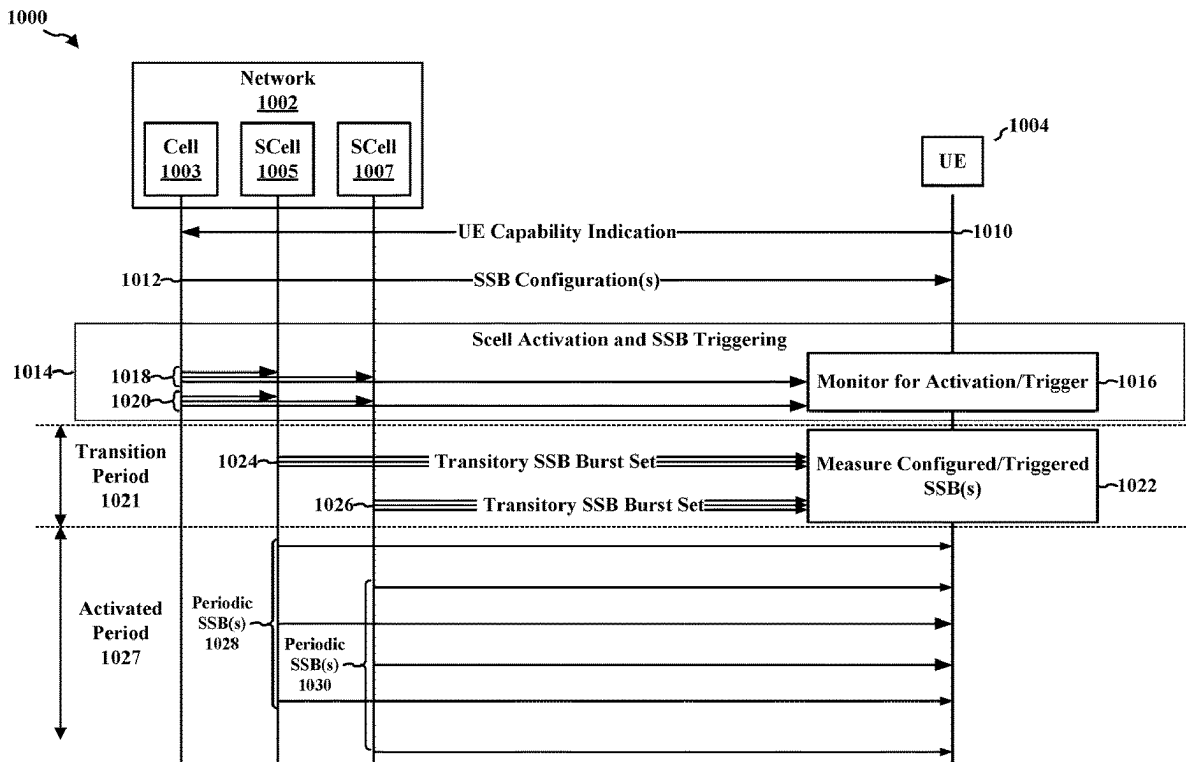 1000
Network
1002
Cell
1003
SCell
1005
SCell
1007
1004
UE
UE Capability Indication
1010
1012
SSB Configuration(s)
Scell Activation and SSB Triggering
1014
1018
1020
Monitor for Activation/Trigger
1016
Transition
Period
1021
1024
Transitory SSB Burst Set
1026
Transitory SSB Burst Set
Measure Configured/Triggered
SSB(s)
1022
Activated
Period
1027
Periodic
SSB(s)
1028
Periodic
SSB(s)
1030